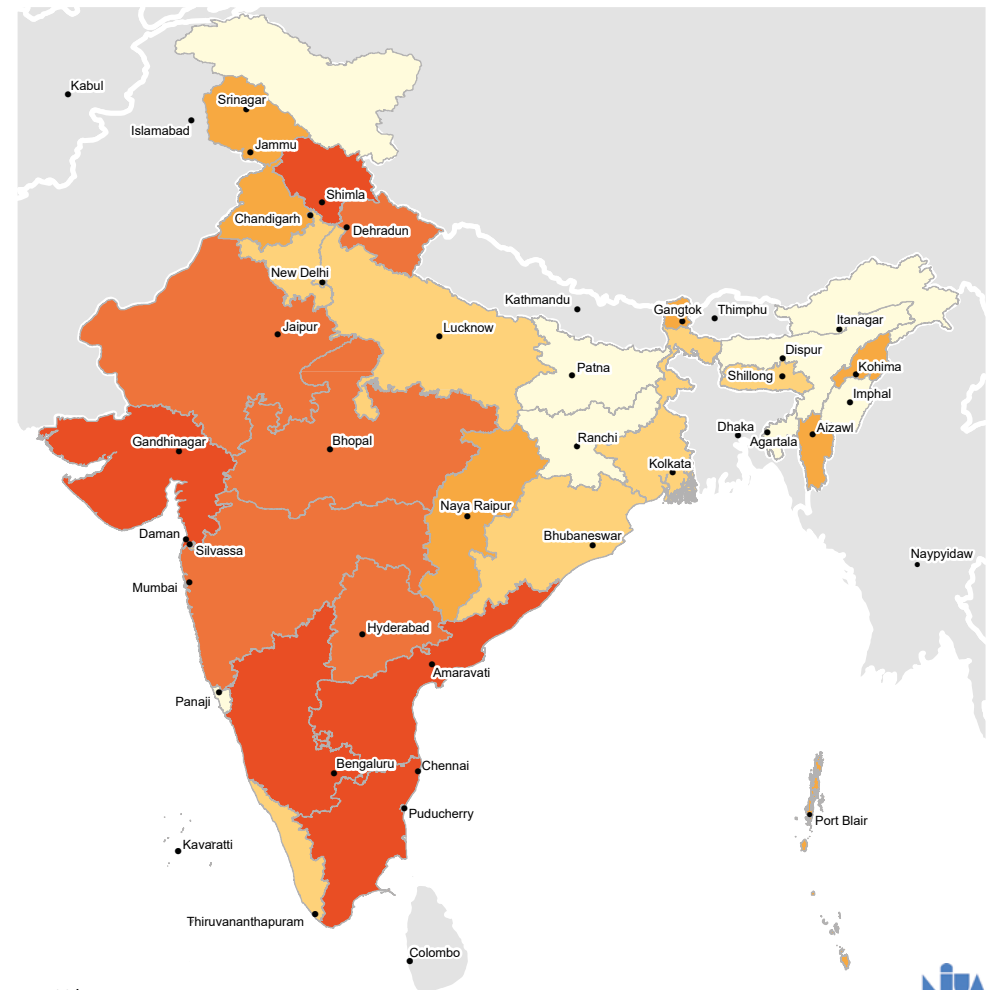 Kabul
Srinagar
Islamabad
Jammu
Shimla
Chandigarh
Dehradun
New Delhi
Kathmandu
Gangtok
Thimphu
Itanagar
Jaipur
Lucknow
Dispur
Patna
Shillong
Kohima
Imphal
Dhaka
Aizawl
Agartala
Gandhinagar
Bhopal
Ranchi
Kolkata
Naya Raipur
Daman
Silvassa
Bhubaneswar
Naypyidaw
Mumbai
Hyderabad
Amaravati
Panaji
Bengaluru
Chennai
Puducherry
Port Blair
Kavaratti
Thiruvananthapuram
Colombo